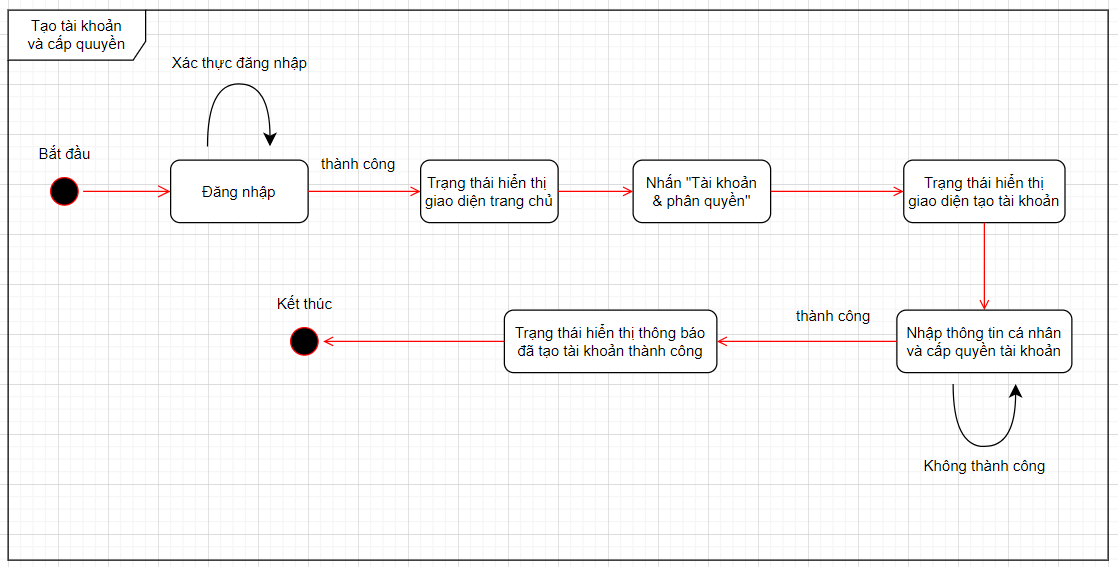 Tạo tài khoản
và cấp quuyền
Xác thực đăng nhập
Bắt đầu
Đăng nhập
thành công
Trạng thái hiển thị
giao diện trang chủ
Nhấn "Tài khoản
& phân quyền"
Trạng thái hiển thị
giao diện tạo tài khoản
Kết thúc
Trạng thái hiển thị thông báo
đã tạo tài khoản thành công
thành công
Nhập thông tin cá nhân
và cấp quyền tài khoản
Không thành công